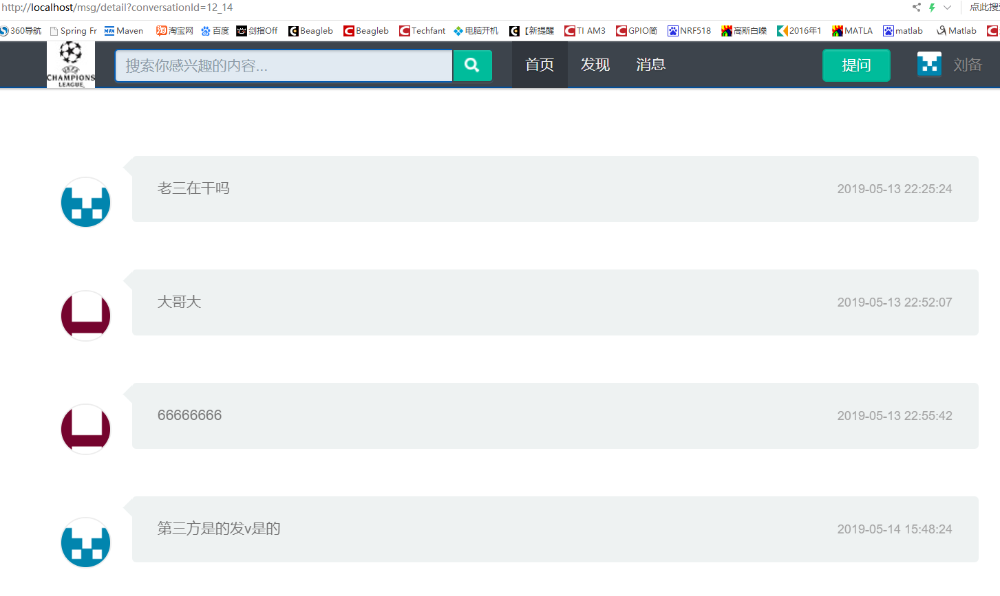 http://localhost/msg/detail?conversationId=12_14
点此搜
360导航 Spring Fr Maven 淘宝网 百度 剑指Off Beagleb Beagleb Techfant 电脑开机 【新提醒 TI AM3 GPIO简 NRF518 高斯白噪 2016年1 MATLA matlab Matlab
CHAMPIONS
LEAGUE
搜索你感兴趣的内容... 首页 发现 消息 提问 刘备
老三在干吗 2019-05-13 22:25:24
大哥大 2019-05-13 22:52:07
66666666 2019-05-13 22:55:42
第三方是的发v是的 2019-05-14 15:48:24